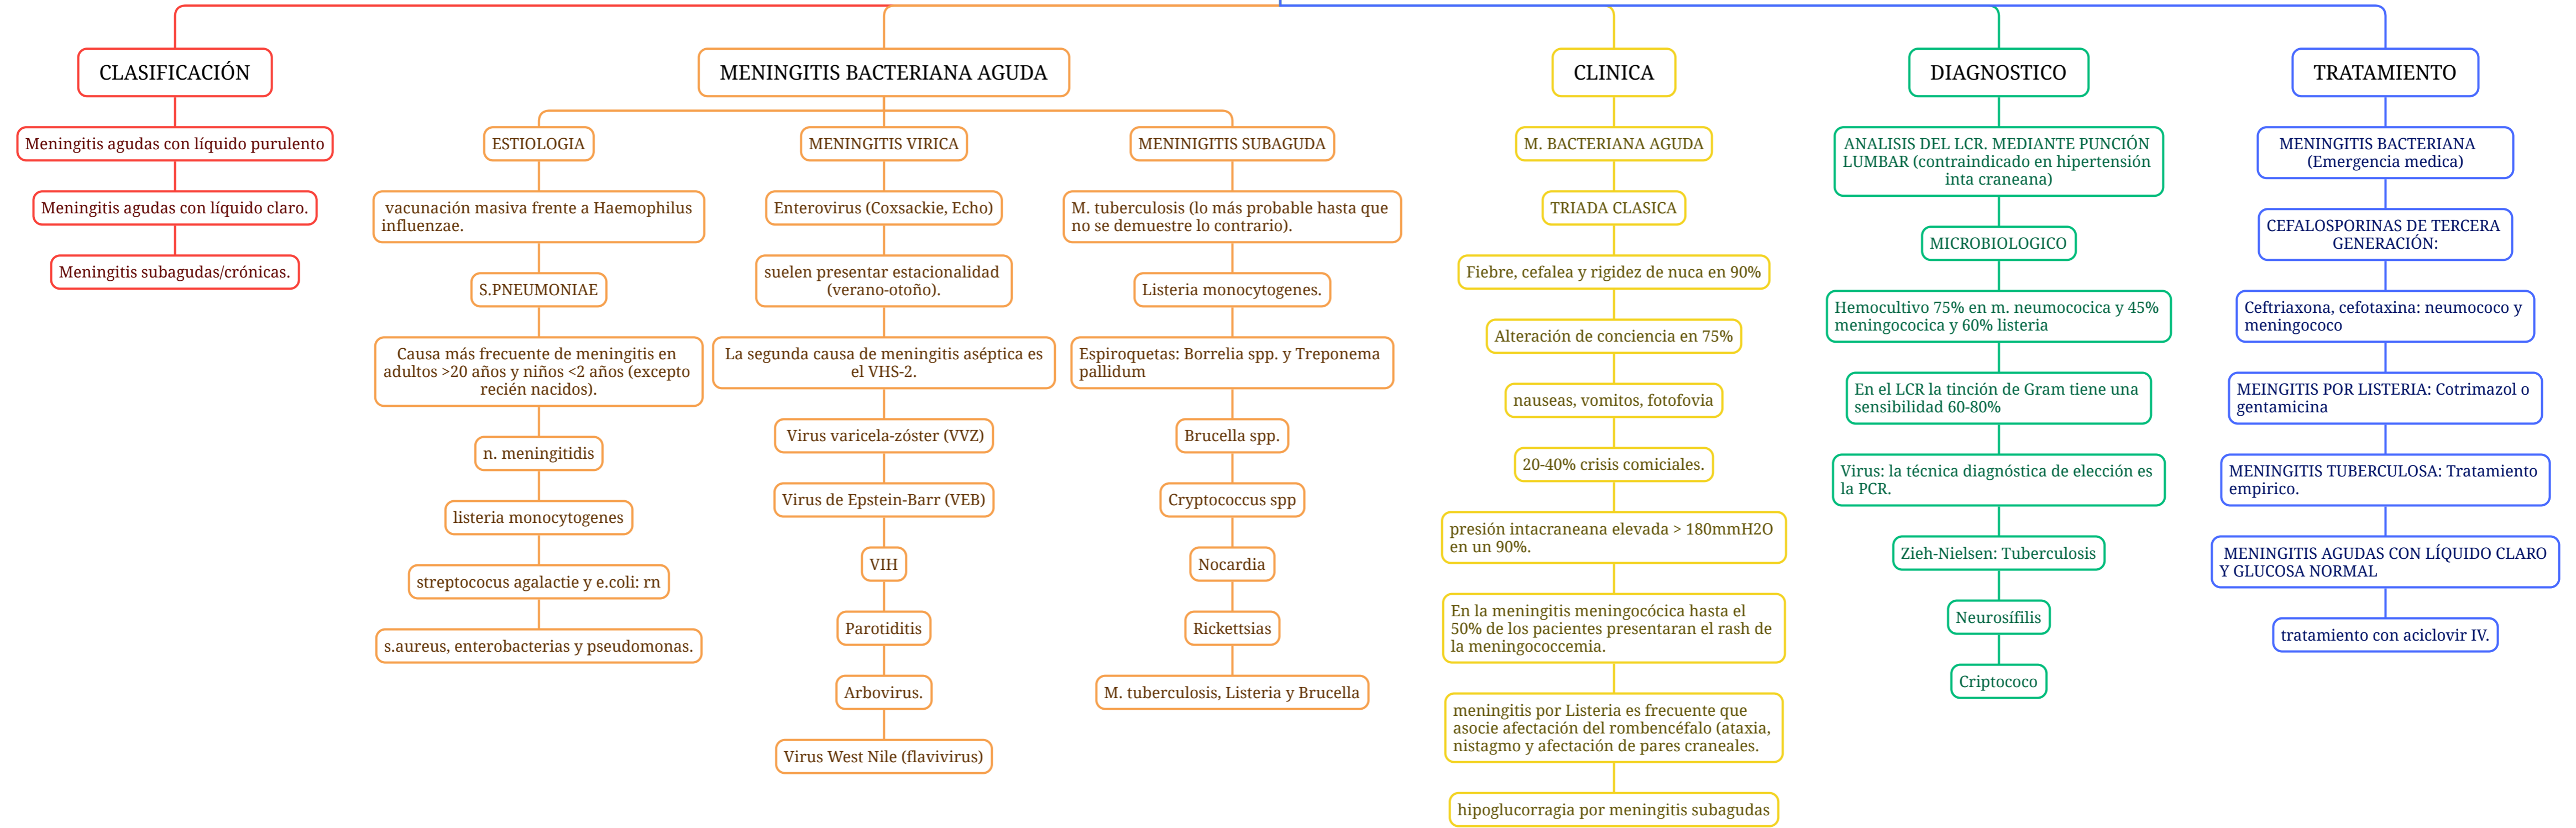 CLASIFICACIÓN
Meningitis agudas con líquido purulento
Meningitis agudas con líquido claro.
Meningitis subagudas/crónicas.
MENINGITIS BACTERIANA AGUDA
ESTIOLOGIA
vacunación masiva frente a Haemophilus
influenzae.
S.PNEUMONIAE
Causa más frecuente de meningitis en
adultos >20 años y niños <2 años (excepto
recién nacidos).
n. meningitidis
listeria monocytogenes
streptococus agalactie y e.coli: rn
s.aureus, enterobacterias y pseudomonas.
MENINGITIS VIRICA
Enterovirus (Coxsackie, Echo)
suelen presentar estacionalidad
(verano-otoño).
La segunda causa de meningitis aséptica es
el VHS-2.
Virus varicela-zóster (VVZ)
Virus de Epstein-Barr (VEB)
VIH
Parotiditis
Arbovirus.
Virus West Nile (flavivirus)
MENINIGITIS SUBAGUDA
M. tuberculosis (lo más probable hasta que
no se demuestre lo contrario).
Listeria monocytogenes.
Espiroquetas: Borrelia spp. y Treponema
pallidum
Brucella spp.
Cryptococcus spp
Nocardia
Rickettsias
M. tuberculosis, Listeria y Brucella
CLINICA
M. BACTERIANA AGUDA
TRIADA CLASICA
Fiebre, cefalea y rigidez de nuca en 90%
Alteración de conciencia en 75%
nauseas, vomitos, fotofovia
20-40% crisis comiciales.
presión intacraneana elevada > 180mmH2O
en un 90%.
En la meningitis meningocócica hasta el
50% de los pacientes presentaran el rash de
la meningococcemia.
meningitis por Listeria es frecuente que
asocie afectación del rombencéfalo (ataxia,
nistagmo y afectación de pares craneales.
hipoglucorragia por meningitis subagudas
DIAGNOSTICO
ANALISIS DEL LCR. MEDIANTE PUNCIÓN
LUMBAR (contraindicado en hipertensión
inta craneana)
MICROBIOLOGICO
Hemocultivo 75% en m. neumococica y 45%
meningococica y 60% listeria
En el LCR la tinción de Gram tiene una
sensibilidad 60-80%
Virus: la técnica diagnóstica de elección es
la PCR.
Zieh-Nielsen: Tuberculosis
Neurosífilis
Criptococo
TRATAMIENTO
MENINGITIS BACTERIANA
(Emergencia medica)
CEFALOSPORINAS DE TERCERA
GENERACIÓN:
Ceftriaxona, cefotaxina: neumococo y
meningococo
MEINGITIS POR LISTERIA: Cotrimazol o
gentamicina
MENINGITIS TUBERCULOSA: Tratamiento
empirico.
MENINGITIS AGUDAS CON LÍQUIDO CLARO
Y GLUCOSA NORMAL
tratamiento con aciclovir IV.